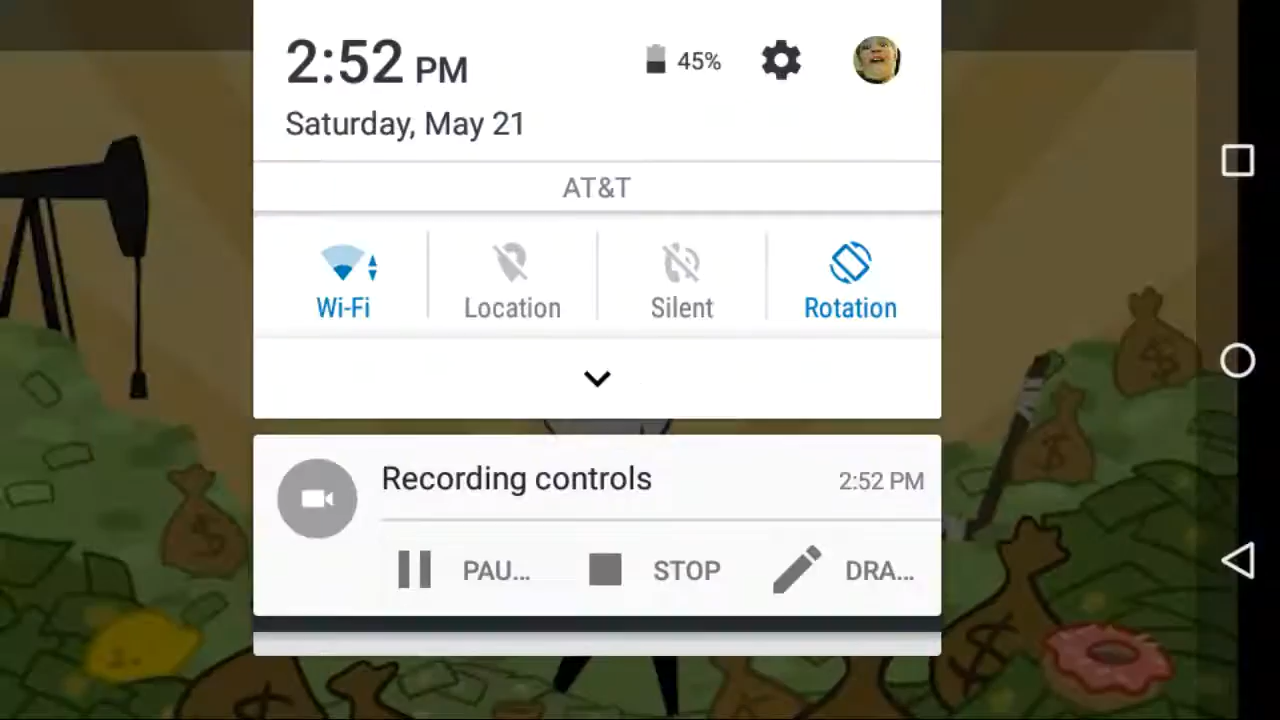 2:52 PM
45%
Saturday, May 21
AT&T
Wi-Fi
Location
Silent
Rotation
Recording controls
2:52 PM
PAU...
STOP
DRA...
$
$
$
$
$